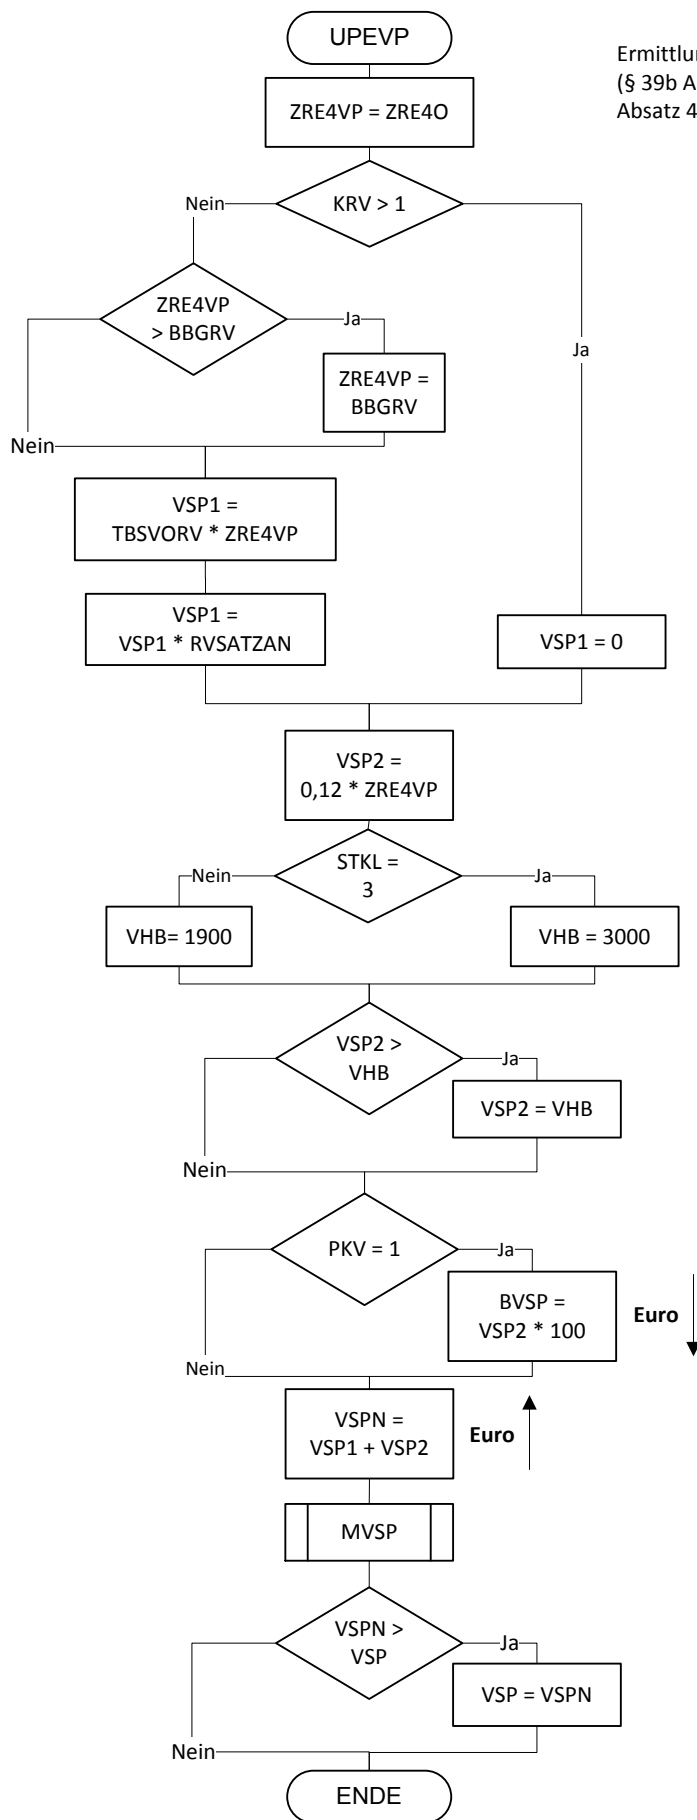 UPEVP
Ermittlu
(§ 39b A
Absatz 4
ZRE4VP = ZRE4O
KRV > 1
Nein
Ja
ZRE4VP
> BBGRV
Ja
Nein
ZRE4VP =
BBGRV
VSP1 =
TBSVORV * ZRE4VP
VSP1 =
VSP1 * RVSATZAN
VSP1 = 0
VSP2 =
0,12 * ZRE4VP
STKL =
3
Nein
Ja
VHB= 1900
VHB = 3000
VSP2 >
VHB
Ja
Nein
VSP2 = VHB
PKV = 1
Ja
Nein
BVSP =
VSP2 * 100
Euro
VSPN =
VSP1 + VSP2
Euro
MVSP
VSPN >
VSP
Ja
Nein
VSP = VSPN
ENDE